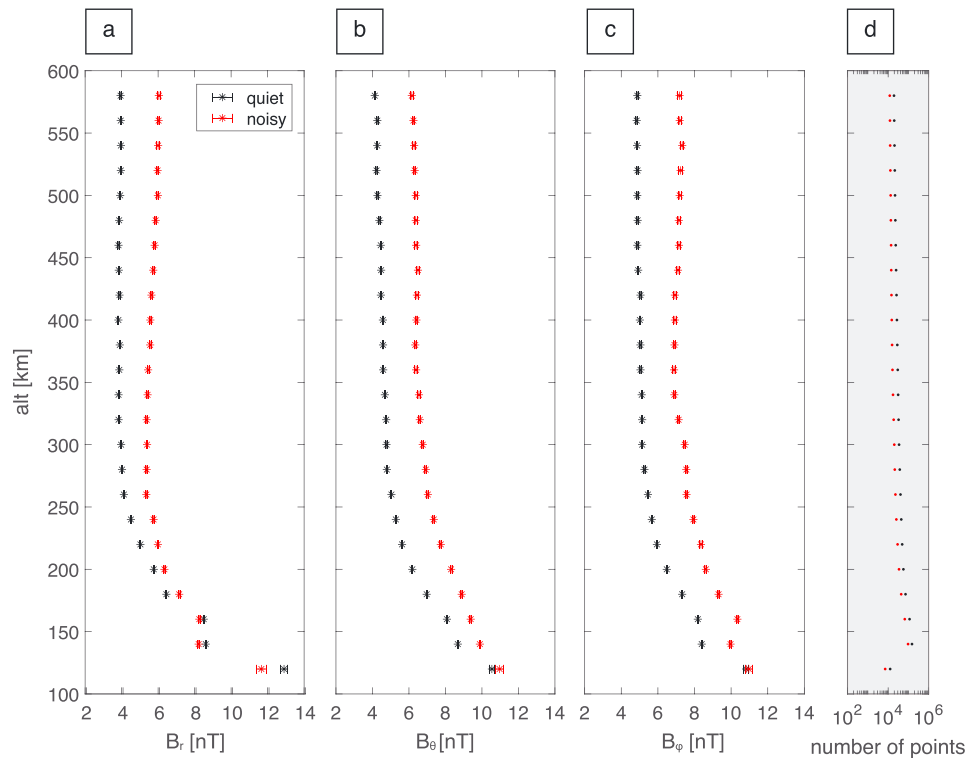 a b c d
quiet
noisy
600
550
500
450
400
350
300
250
200
150
100
alt [km]
2 4 6 8 10 12 14
2 4 6 8 10 12 14
2 4 6 8 10 12 14
10² 10⁴ 10⁶
Bᵣ [nT]
B_θ [nT]
B_φ [nT]
number of points